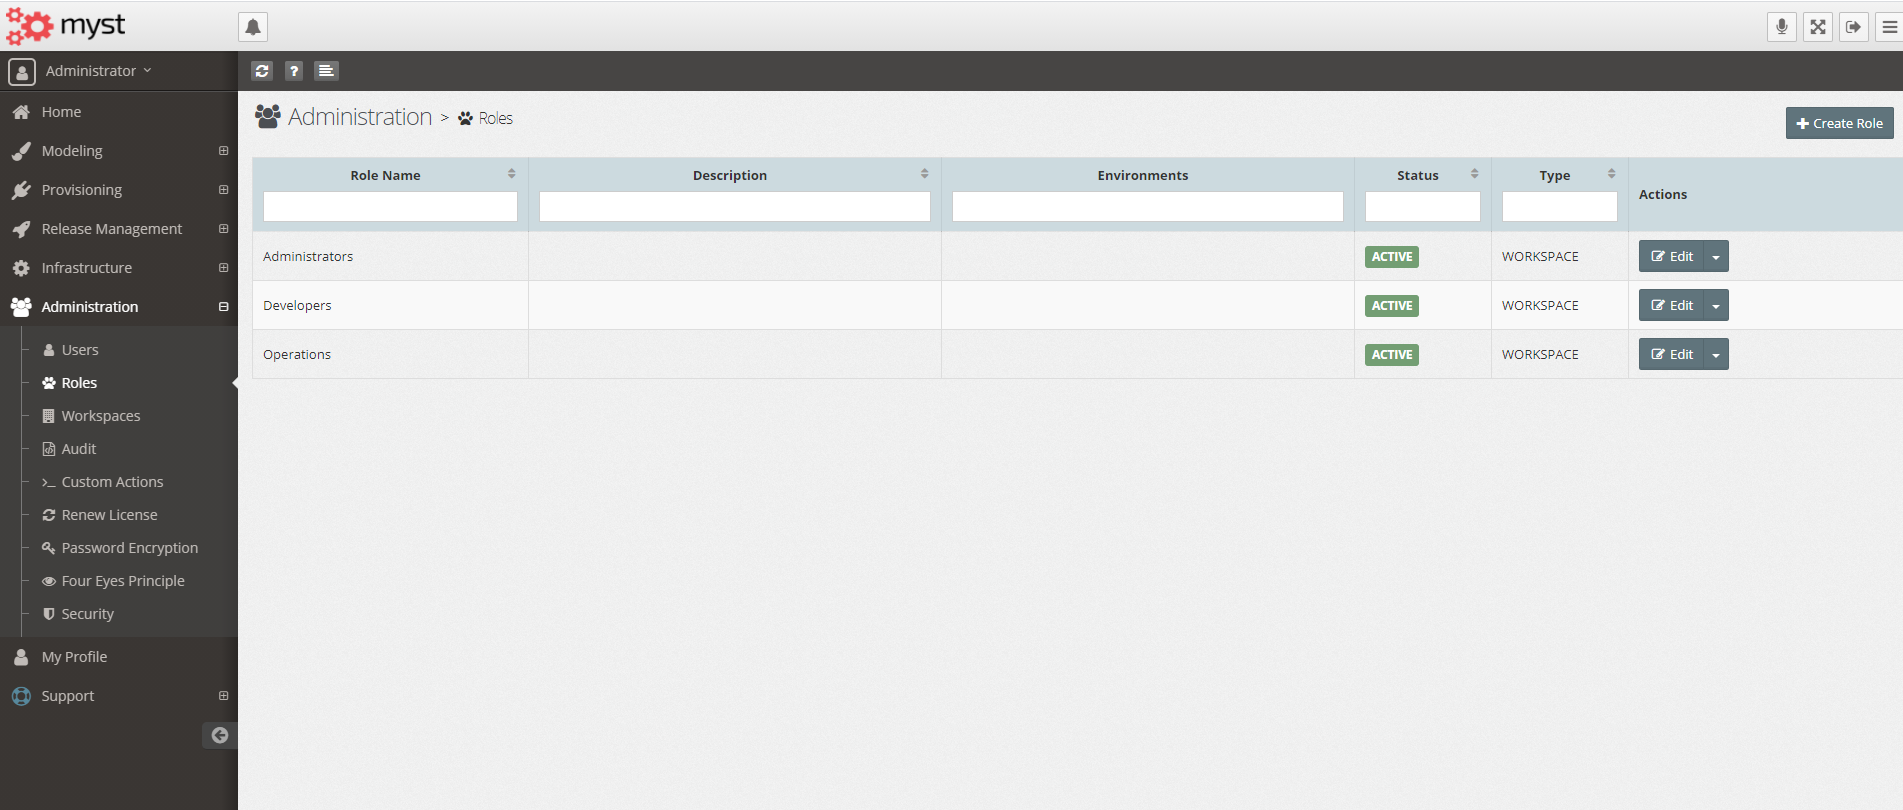 myst
Administrator
Home
Modeling
Provisioning
Release Management
Infrastructure
Administration
Users
Roles
Workspaces
Audit
Custom Actions
Renew License
Password Encryption
Four Eyes Principle
Security
My Profile
Support
Administration > Roles
Create Role
Role Name Description Environments Status Type Actions
Administrators ACTIVE WORKSPACE Edit
Developers ACTIVE WORKSPACE Edit
Operations ACTIVE WORKSPACE Edit